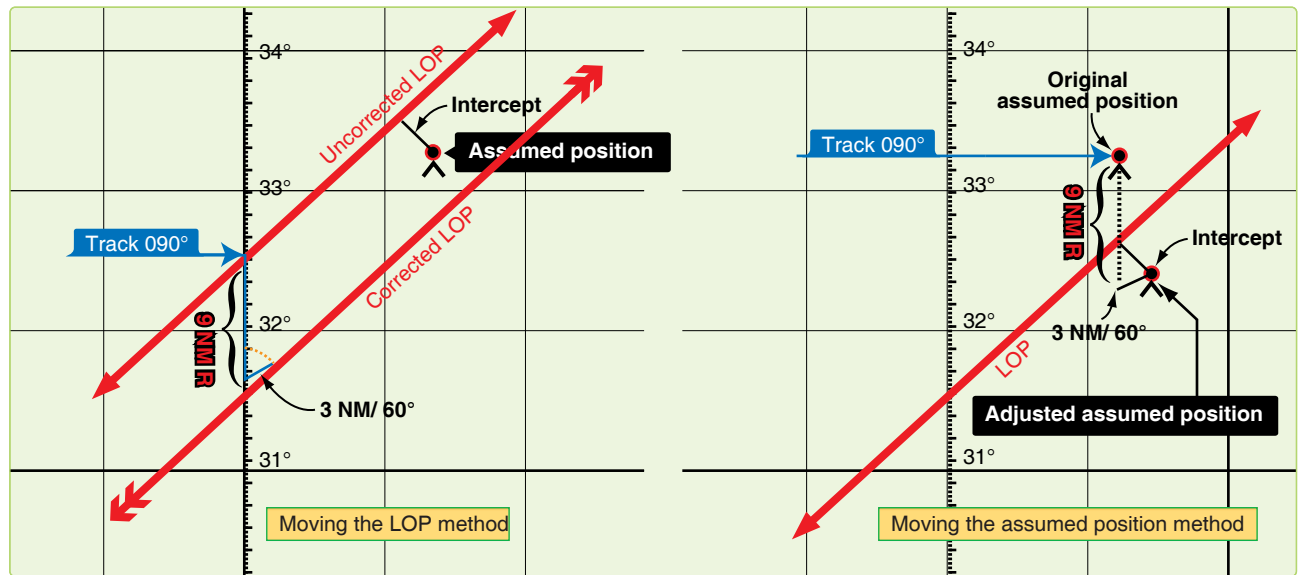 34°
Uncorrected LOP
Intercept
Assumed position
33°
Corrected LOP
Track 090°
9 NM R
32°
3 NM/ 60°
31°
Moving the LOP method
34°
Original
assumed position
Track 090°
33°
9 NM R
Intercept
32°
3 NM/ 60°
LOP
Adjusted assumed position
31°
Moving the assumed position method